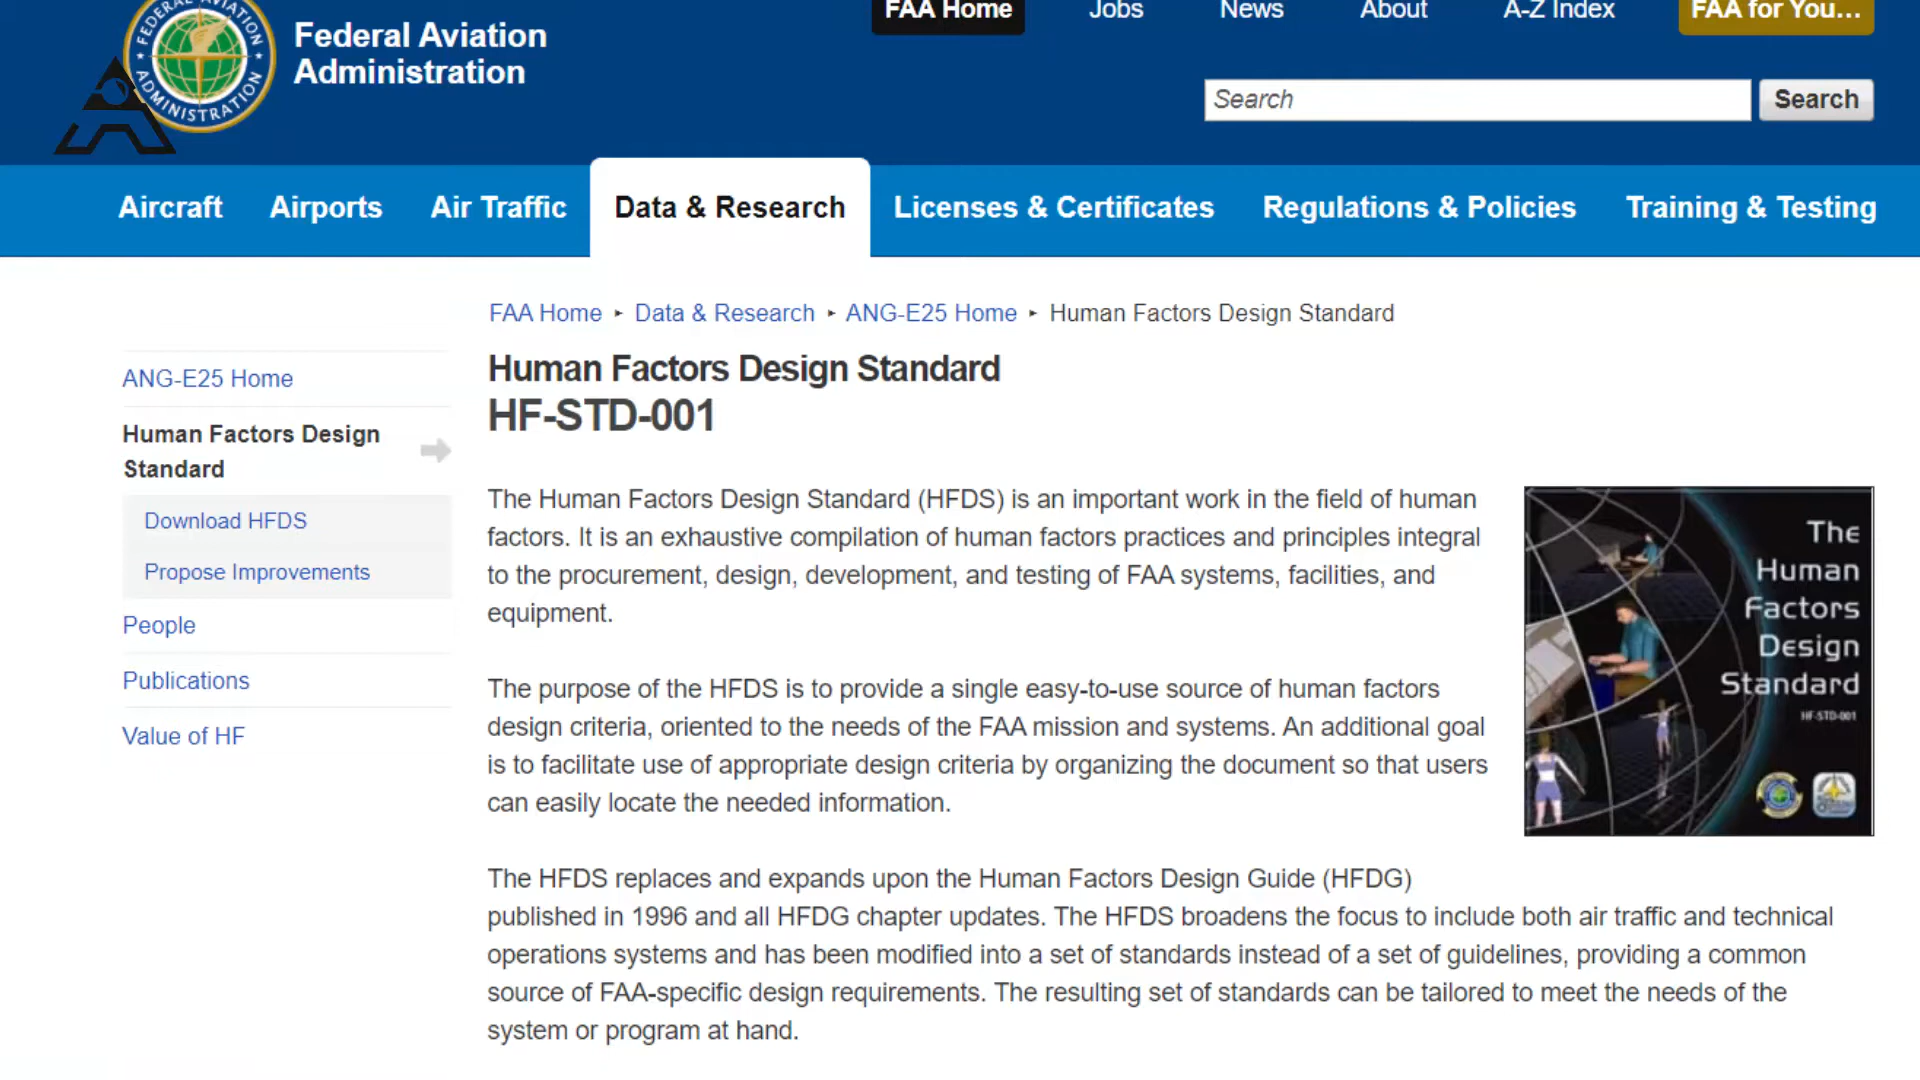 FEDERAL AVIATION
ADMINISTRATION
Federal Aviation
Administration
FAA Home
Jobs
News
About
A-Z Index
FAA for You...
Search
Search
Aircraft
Airports
Air Traffic
Data & Research
Licenses & Certificates
Regulations & Policies
Training & Testing
FAA Home ▸ Data & Research ▸ ANG-E25 Home ▸ Human Factors Design Standard
ANG-E25 Home
Human Factors Design
Standard
Download HFDS
Propose Improvements
People
Publications
Value of HF
Human Factors Design Standard
HF-STD-001
The Human Factors Design Standard (HFDS) is an important work in the field of human
factors. It is an exhaustive compilation of human factors practices and principles integral
to the procurement, design, development, and testing of FAA systems, facilities, and
equipment.
The purpose of the HFDS is to provide a single easy-to-use source of human factors
design criteria, oriented to the needs of the FAA mission and systems. An additional goal
is to facilitate use of appropriate design criteria by organizing the document so that users
can easily locate the needed information.
The HFDS replaces and expands upon the Human Factors Design Guide (HFDG)
published in 1996 and all HFDG chapter updates. The HFDS broadens the focus to include both air traffic and technical
operations systems and has been modified into a set of standards instead of a set of guidelines, providing a common
source of FAA-specific design requirements. The resulting set of standards can be tailored to meet the needs of the
system or program at hand.
The
Human
Factors
Design
Standard
HF-STD-001